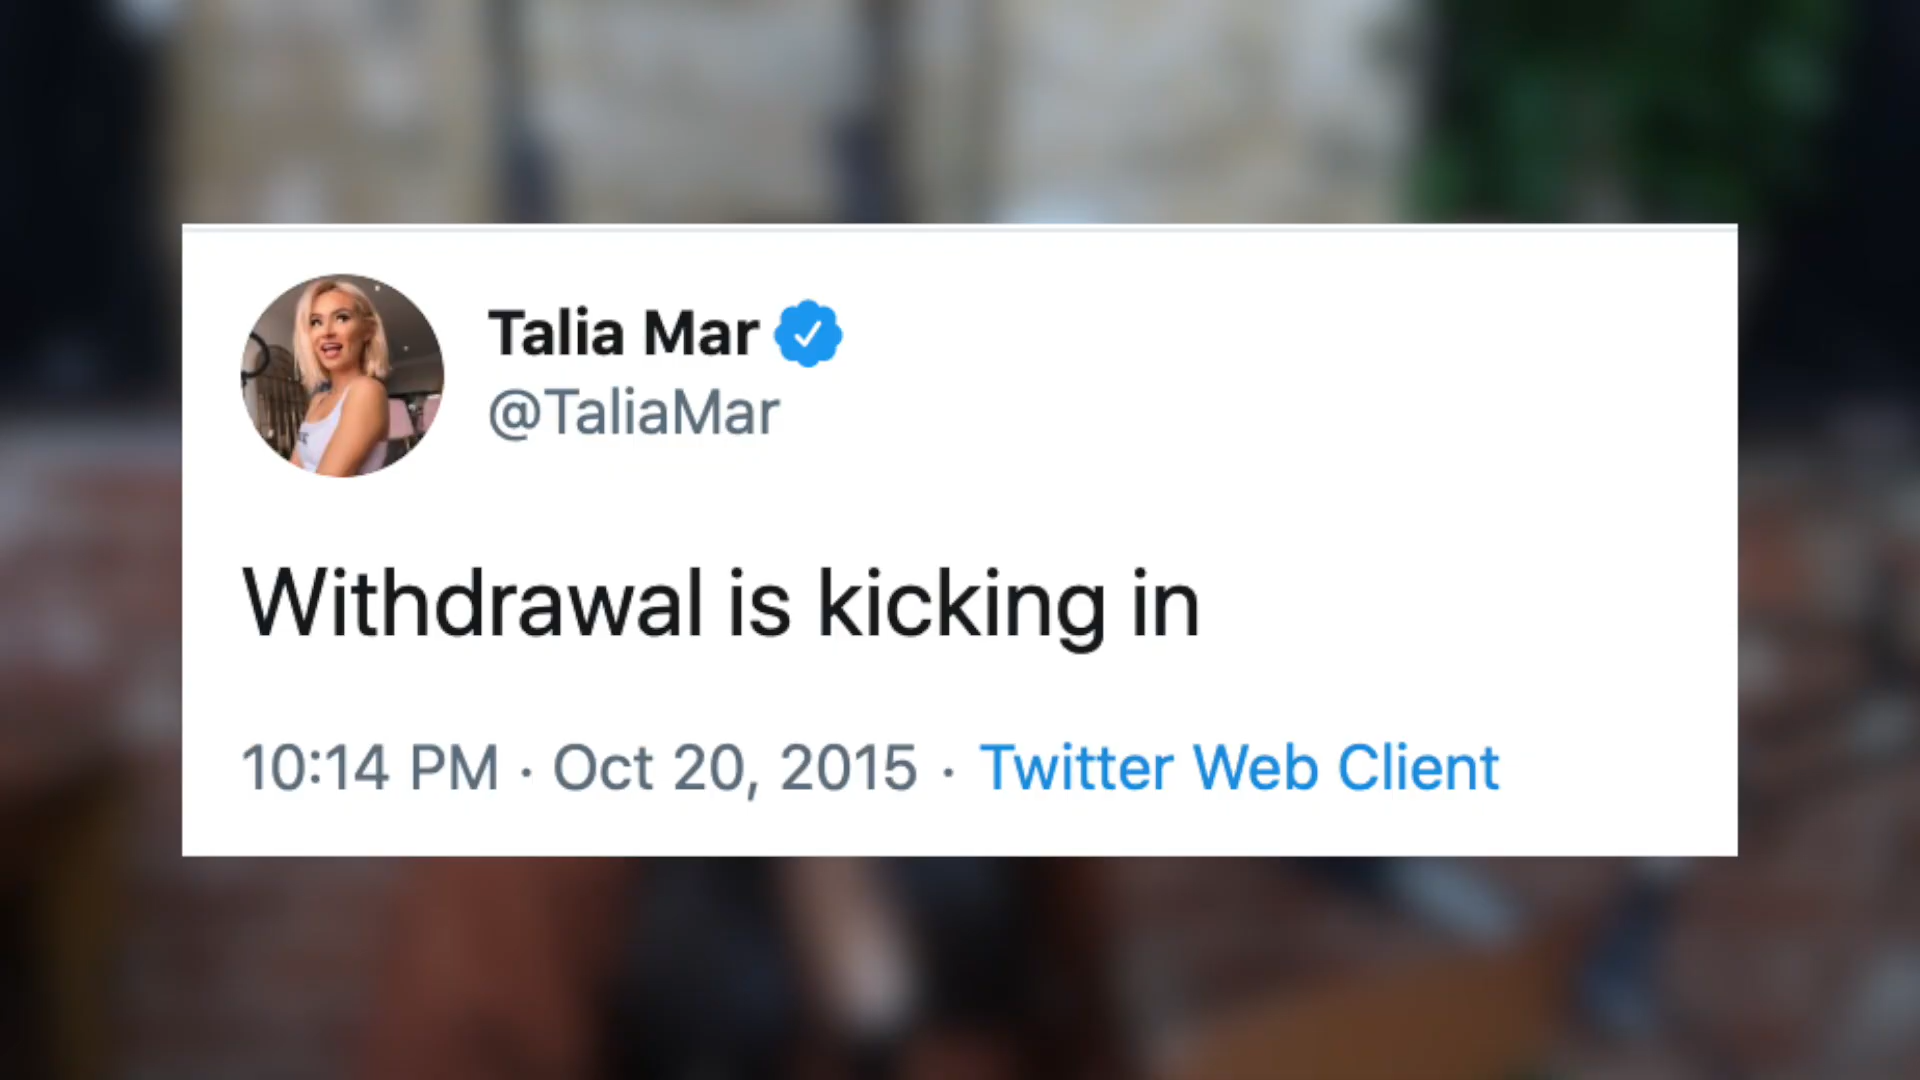 Talia Mar
@TaliaMar
Withdrawal is kicking in
10:14 PM · Oct 20, 2015 · Twitter Web Client